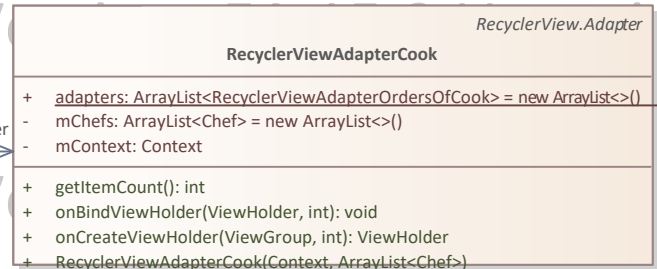 RecyclerView.Adapter
RecyclerViewAdapterCook
+ adapters: ArrayList<RecyclerViewAdapterOrdersOfCook> = new ArrayList<>()
- mChefs: ArrayList<Chef> = new ArrayList<>()
- mContext: Context
+ getItemCount(): int
+ onBindViewHolder(ViewHolder, int): void
+ onCreateViewHolder(ViewGroup, int): ViewHolder
+ RecyclerViewAdapterCook(Context, ArrayList<Chef>)